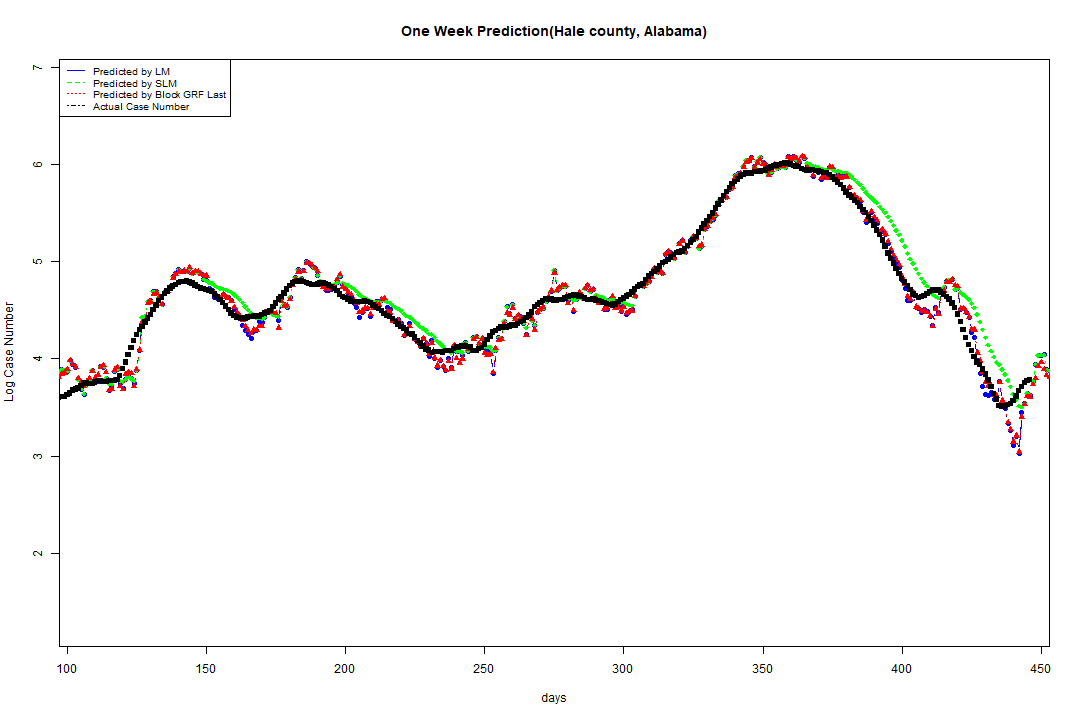 One Week Prediction(Hale county, Alabama)
Predicted by LM
Predicted by SLM
Predicted by Block GRF Last
Actual Case Number
Log Case Number
7
6
5
4
3
2
100 150 200 250 300 350 400 450
days